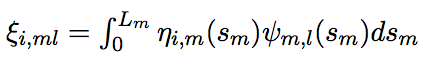 ξ_{i,ml} = ∫_0^{L_m} η_{i,m}(s_m)ψ_{m,l}(s_m)ds_m